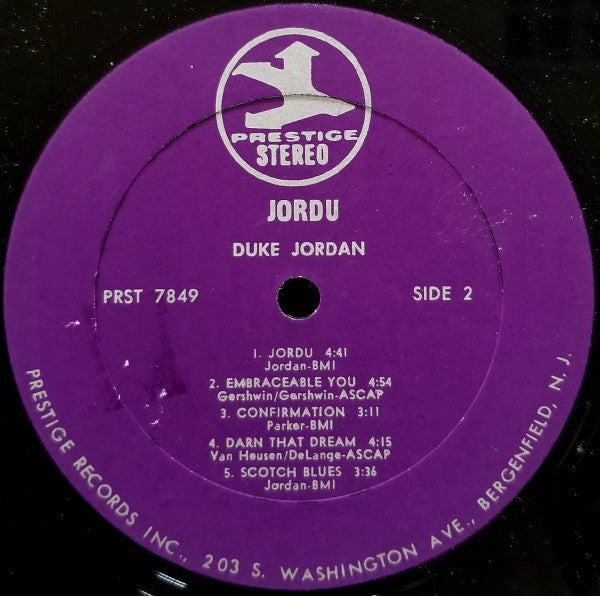 PRESTIGE
STEREO
JORDU
DUKE JORDAN
PRST 7849
SIDE 2
1. JORDU 4:41
Jordan-BMI
2. EMBRACEABLE YOU 4:54
Gershwin/Gershwin-ASCAP
3. CONFIRMATION 3:11
Parker-BMI
4. DARN THAT DREAM 4:15
Van Heusen/DeLange-ASCAP
5. SCOTCH BLUES 3:36
Jordan-BMI
PRESTIGE RECORDS INC., 203 S. WASHINGTON AVE., BERGENFIELD, N. J.